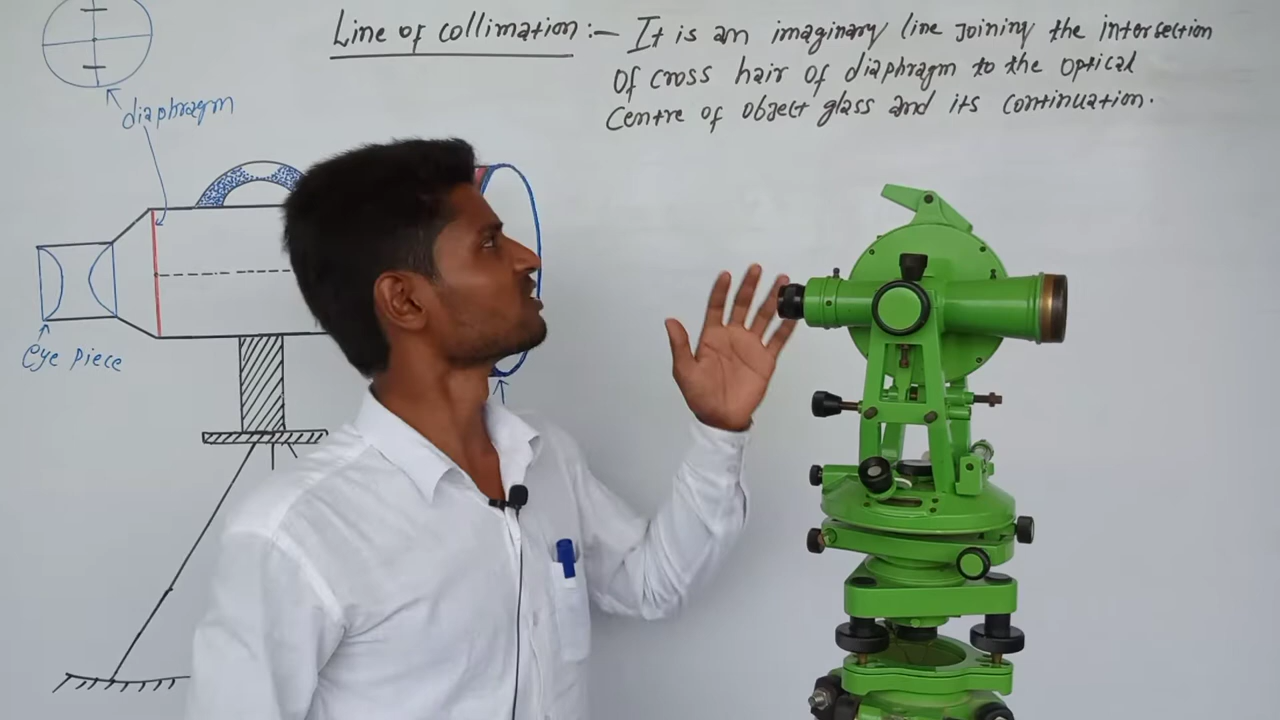 Line of collimation :- It is an imaginary line Joining the intersection
Of cross hair of diaphragm to the Optical
Centre of object glass and its continuation.
diaphragm
eye piece